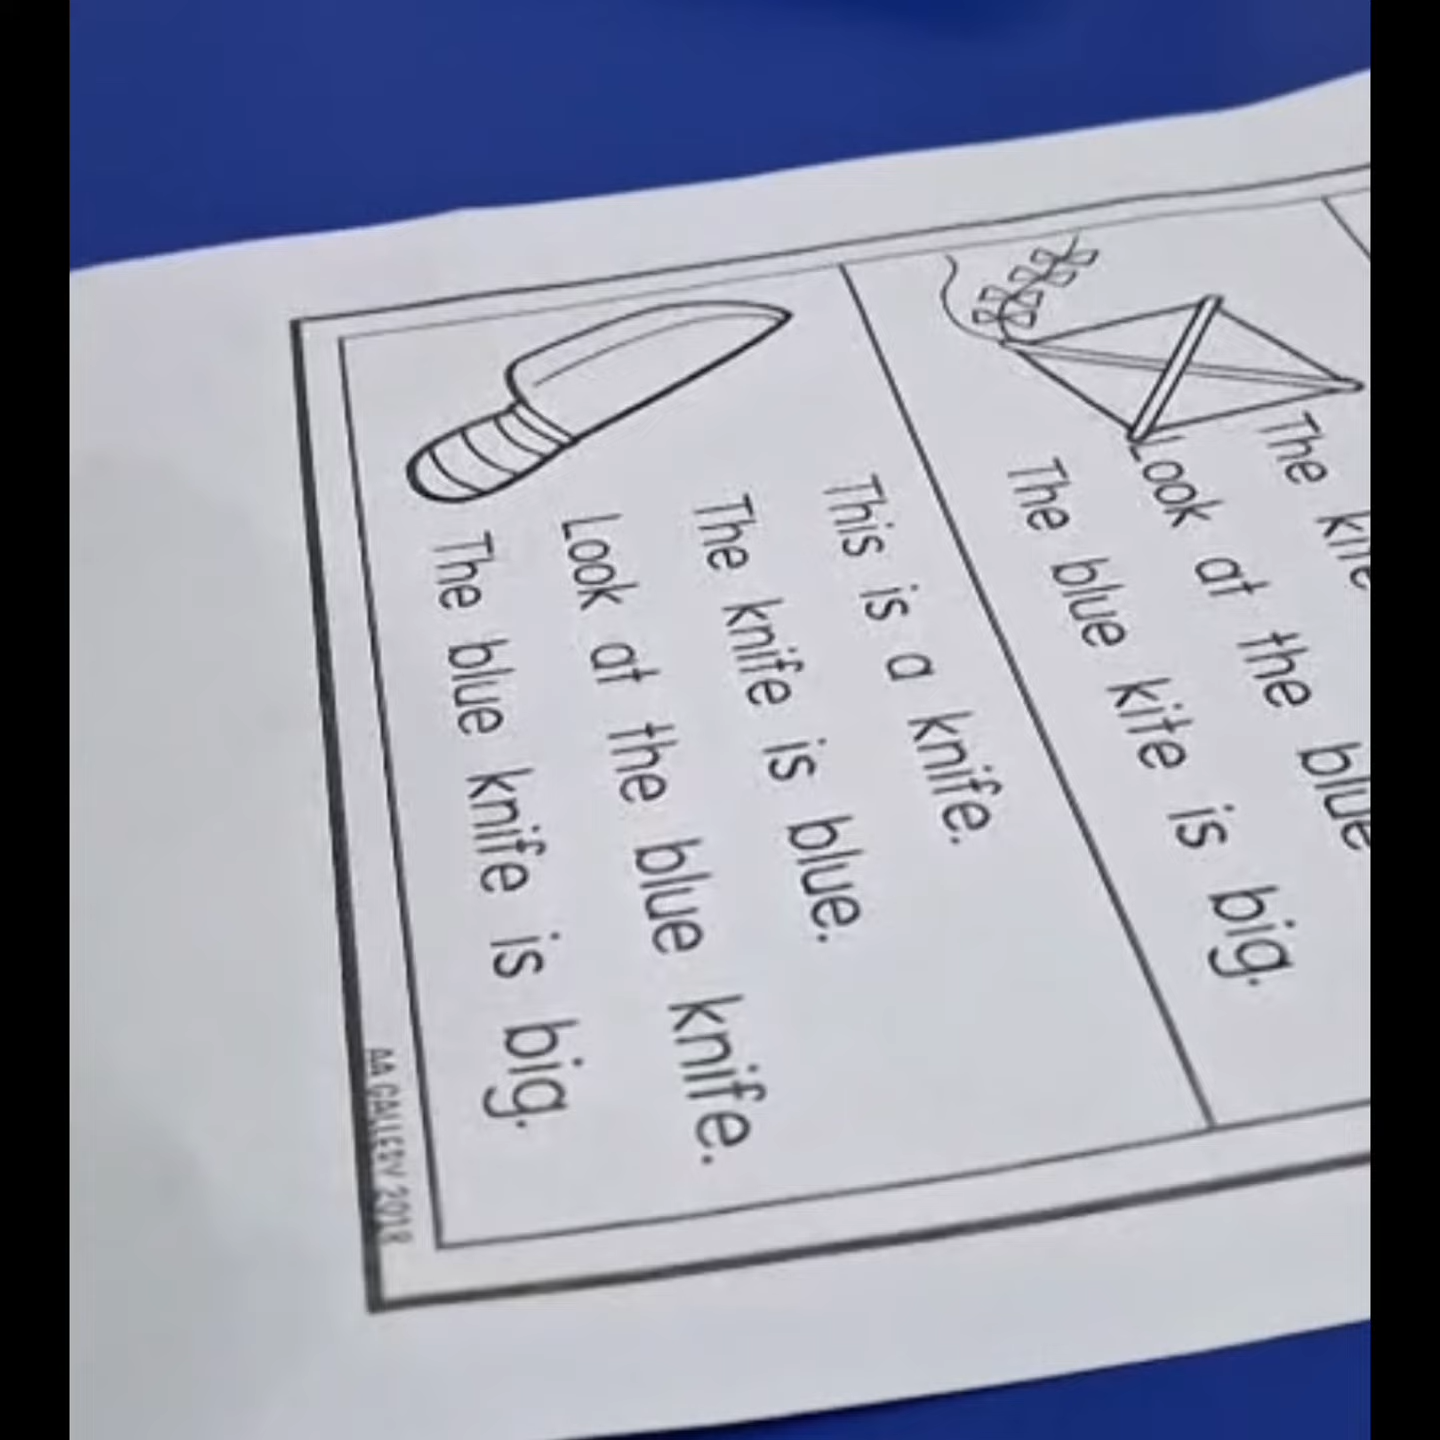 The
Look at the blue
The blue kite is big.
This is a knife.
The knife is blue.
Look at the blue knife.
The blue knife is big.